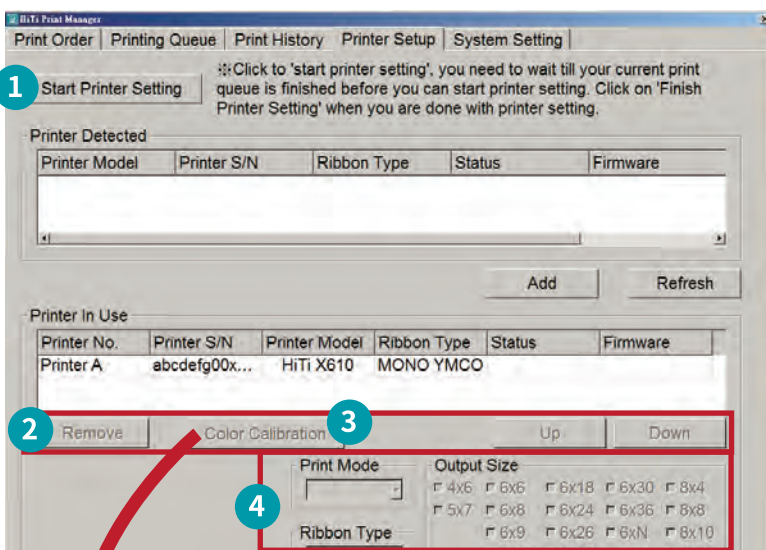 HiTi Print Manager
Print Order Printing Queue Print History Printer Setup System Setting
1 Start Printer Setting
※Click to 'start printer setting', you need to wait till your current print
queue is finished before you can start printer setting. Click on 'Finish
Printer Setting' when you are done with printer setting.
Printer Detected
Printer Model Printer S/N Ribbon Type Status Firmware
Add Refresh
Printer In Use
Printer No. Printer S/N Printer Model Ribbon Type Status Firmware
Printer A abcdefg00x... HiTi X610 MONO YMCO
2 Remove Color Calibration 3 Up Down
4
Print Mode Output Size
4x6 6x6 6x18 6x30 8x4
5x7 6x8 6x24 6x36 8x8
Ribbon Type 6x9 6x26 6xN 8x10